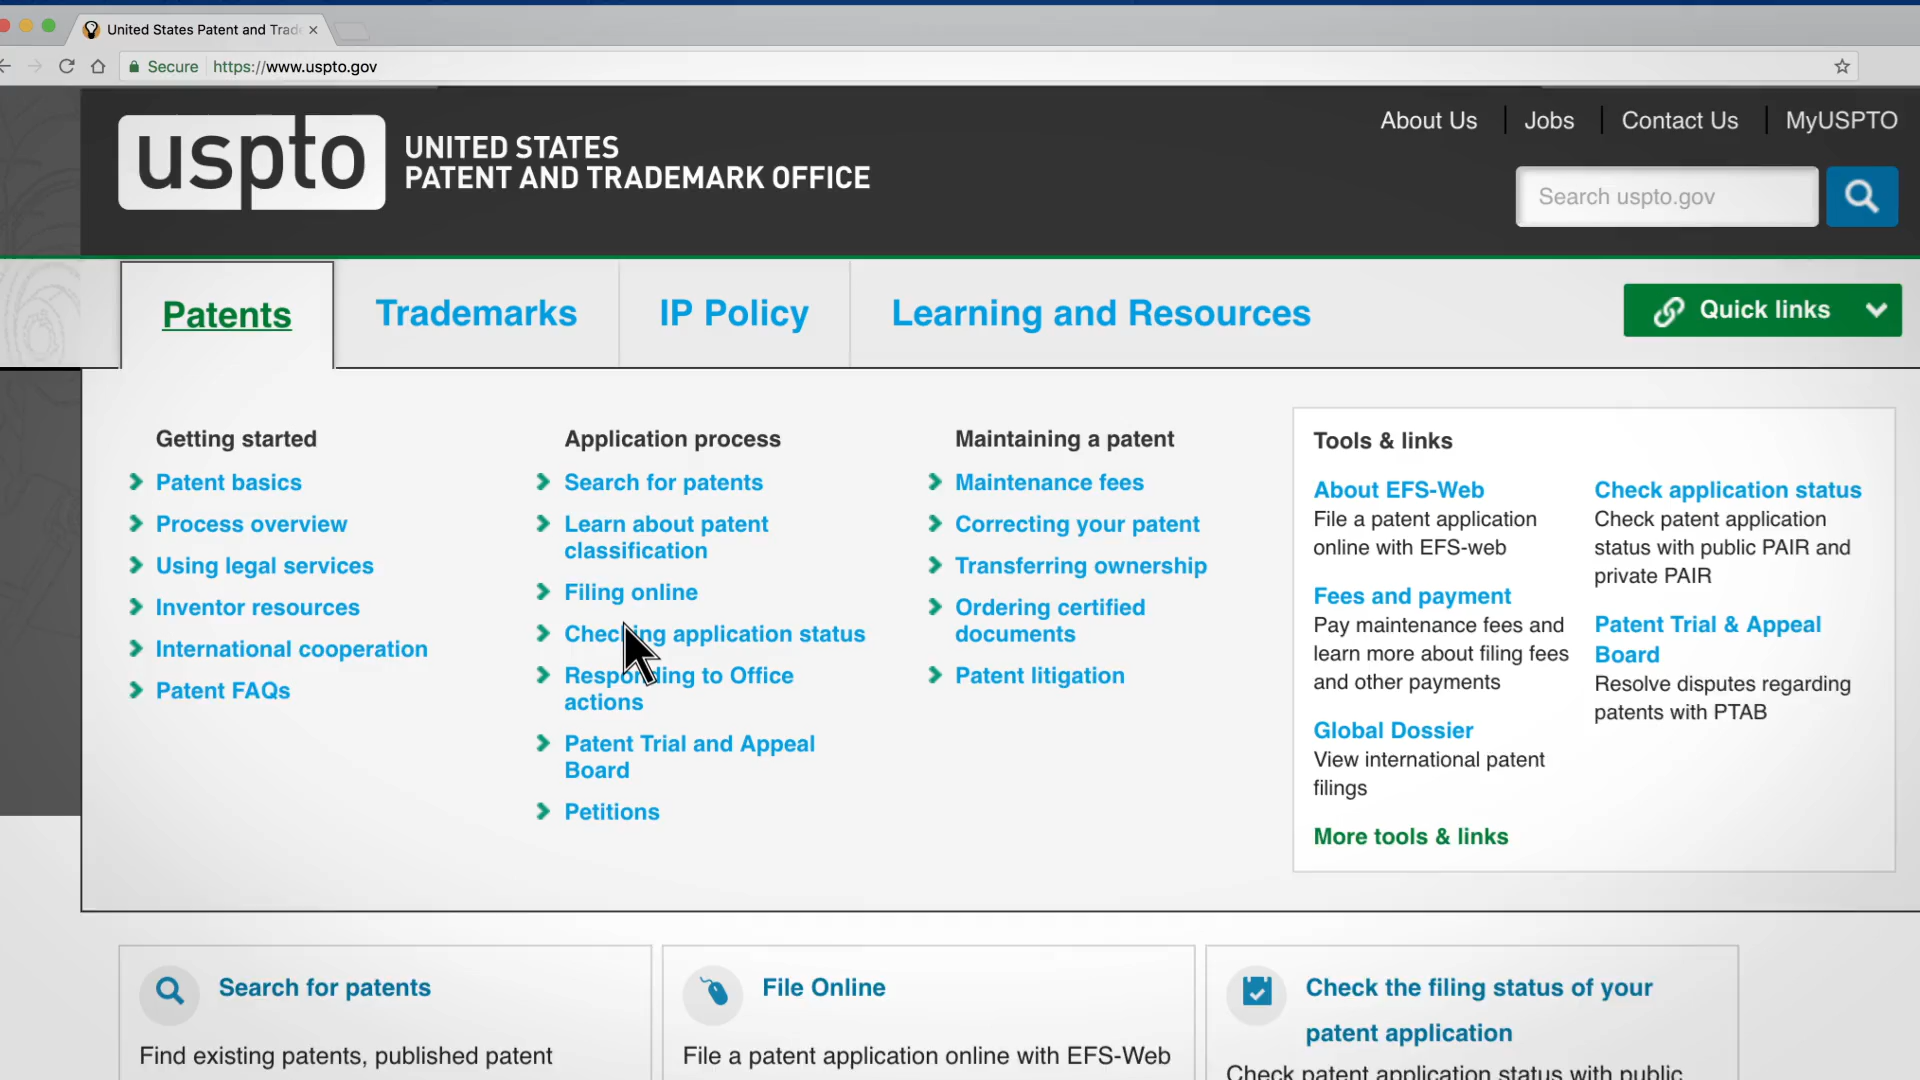 United States Patent and Trad
Secure https://www.uspto.gov
About Us Jobs Contact Us MyUSPTO
uspto
UNITED STATES
PATENT AND TRADEMARK OFFICE
Search uspto.gov
Patents Trademarks IP Policy Learning and Resources
Quick links
Getting started
Patent basics
Process overview
Using legal services
Inventor resources
International cooperation
Patent FAQs
Application process
Search for patents
Learn about patent
classification
Filing online
Checking application status
Responding to Office
actions
Patent Trial and Appeal
Board
Petitions
Maintaining a patent
Maintenance fees
Correcting your patent
Transferring ownership
Ordering certified
documents
Patent litigation
Tools & links
About EFS-Web
File a patent application
online with EFS-web
Fees and payment
Pay maintenance fees and
learn more about filing fees
and other payments
Global Dossier
View international patent
filings
More tools & links
Check application status
Check patent application
status with public PAIR and
private PAIR
Patent Trial & Appeal
Board
Resolve disputes regarding
patents with PTAB
Search for patents
Find existing patents, published patent
File Online
File a patent application online with EFS-Web
Check the filing status of your
patent application
Check patent application status with public